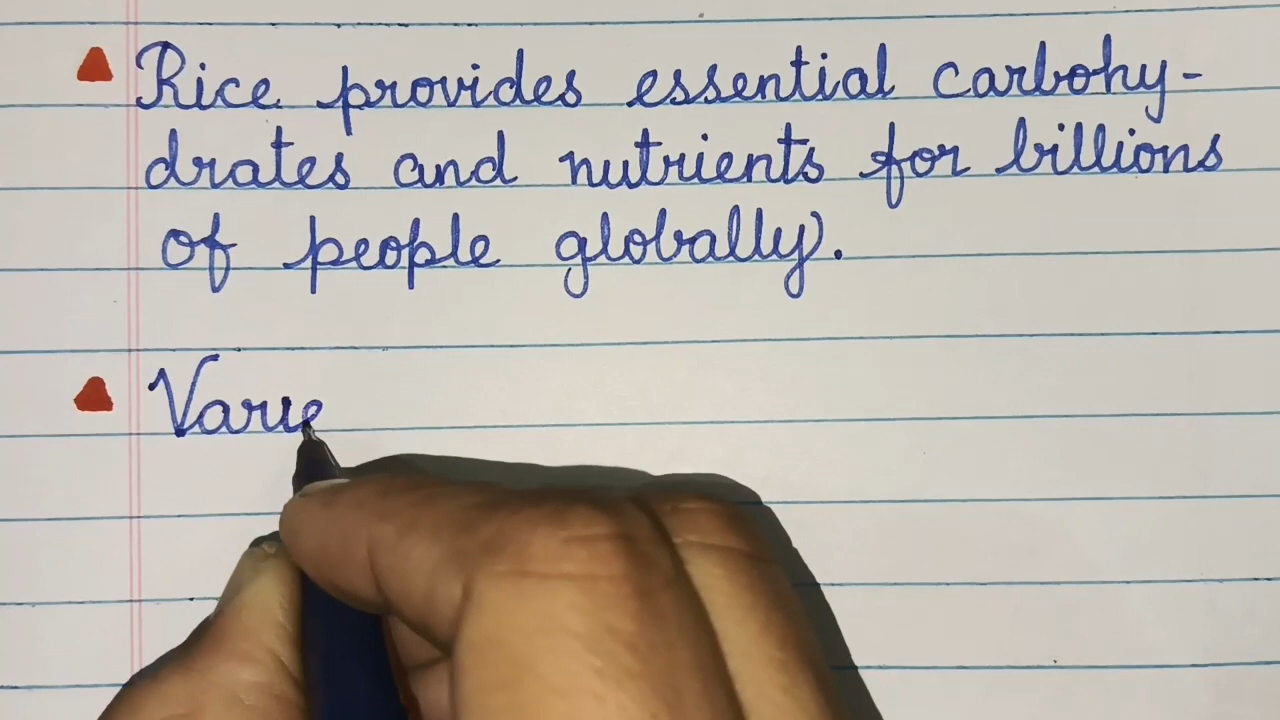 Rice provides essential carbohy-
drates and nutrients for billions
of people globally.
Varie